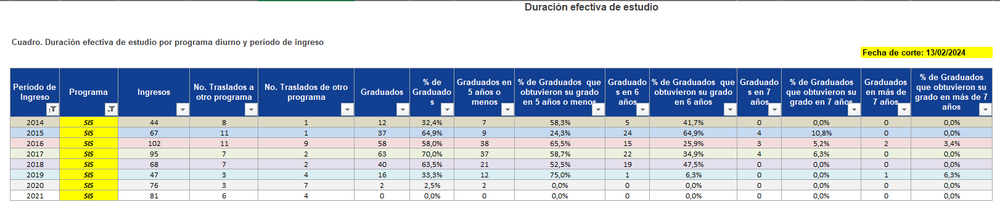 Duración efectiva de estudio
Cuadro. Duración efectiva de estudio por programa diurno y período de ingreso
Fecha de corte: 13/02/2024
Período de Ingreso Programa Ingresos No. Traslados a otro programa No. Traslados de otro programa Graduados % de Graduados Graduados en 5 años o menos % de Graduados que obtuvieron su grado en 5 años o menos Graduados en 6 años % de Graduados que obtuvieron su grado en 6 años Graduados en 7 años % de Graduados que obtuvieron su grado en 7 años Graduados en más de 7 años % de Graduados que obtuvieron su grado en más de 7 años
2014 SIS 44 8 1 12 32,4% 7 58,3% 5 41,7% 0 0,0% 0 0,0%
2015 SIS 67 11 1 37 64,9% 9 24,3% 24 64,9% 4 10,8% 0 0,0%
2016 SIS 102 11 9 58 58,0% 38 65,5% 15 25,9% 3 5,2% 2 3,4%
2017 SIS 95 7 2 63 70,0% 37 58,7% 22 34,9% 4 6,3% 0 0,0%
2018 SIS 68 7 2 40 63,5% 21 52,5% 19 47,5% 0 0,0% 0 0,0%
2019 SIS 47 3 4 16 33,3% 12 75,0% 1 6,3% 0 0,0% 1 6,3%
2020 SIS 76 3 7 2 2,5% 2 0,0% 0 0,0% 0 0,0% 0 0,0%
2021 SIS 81 6 4 0 0,0% 0 0,0% 0 0,0% 0 0,0% 0 0,0%